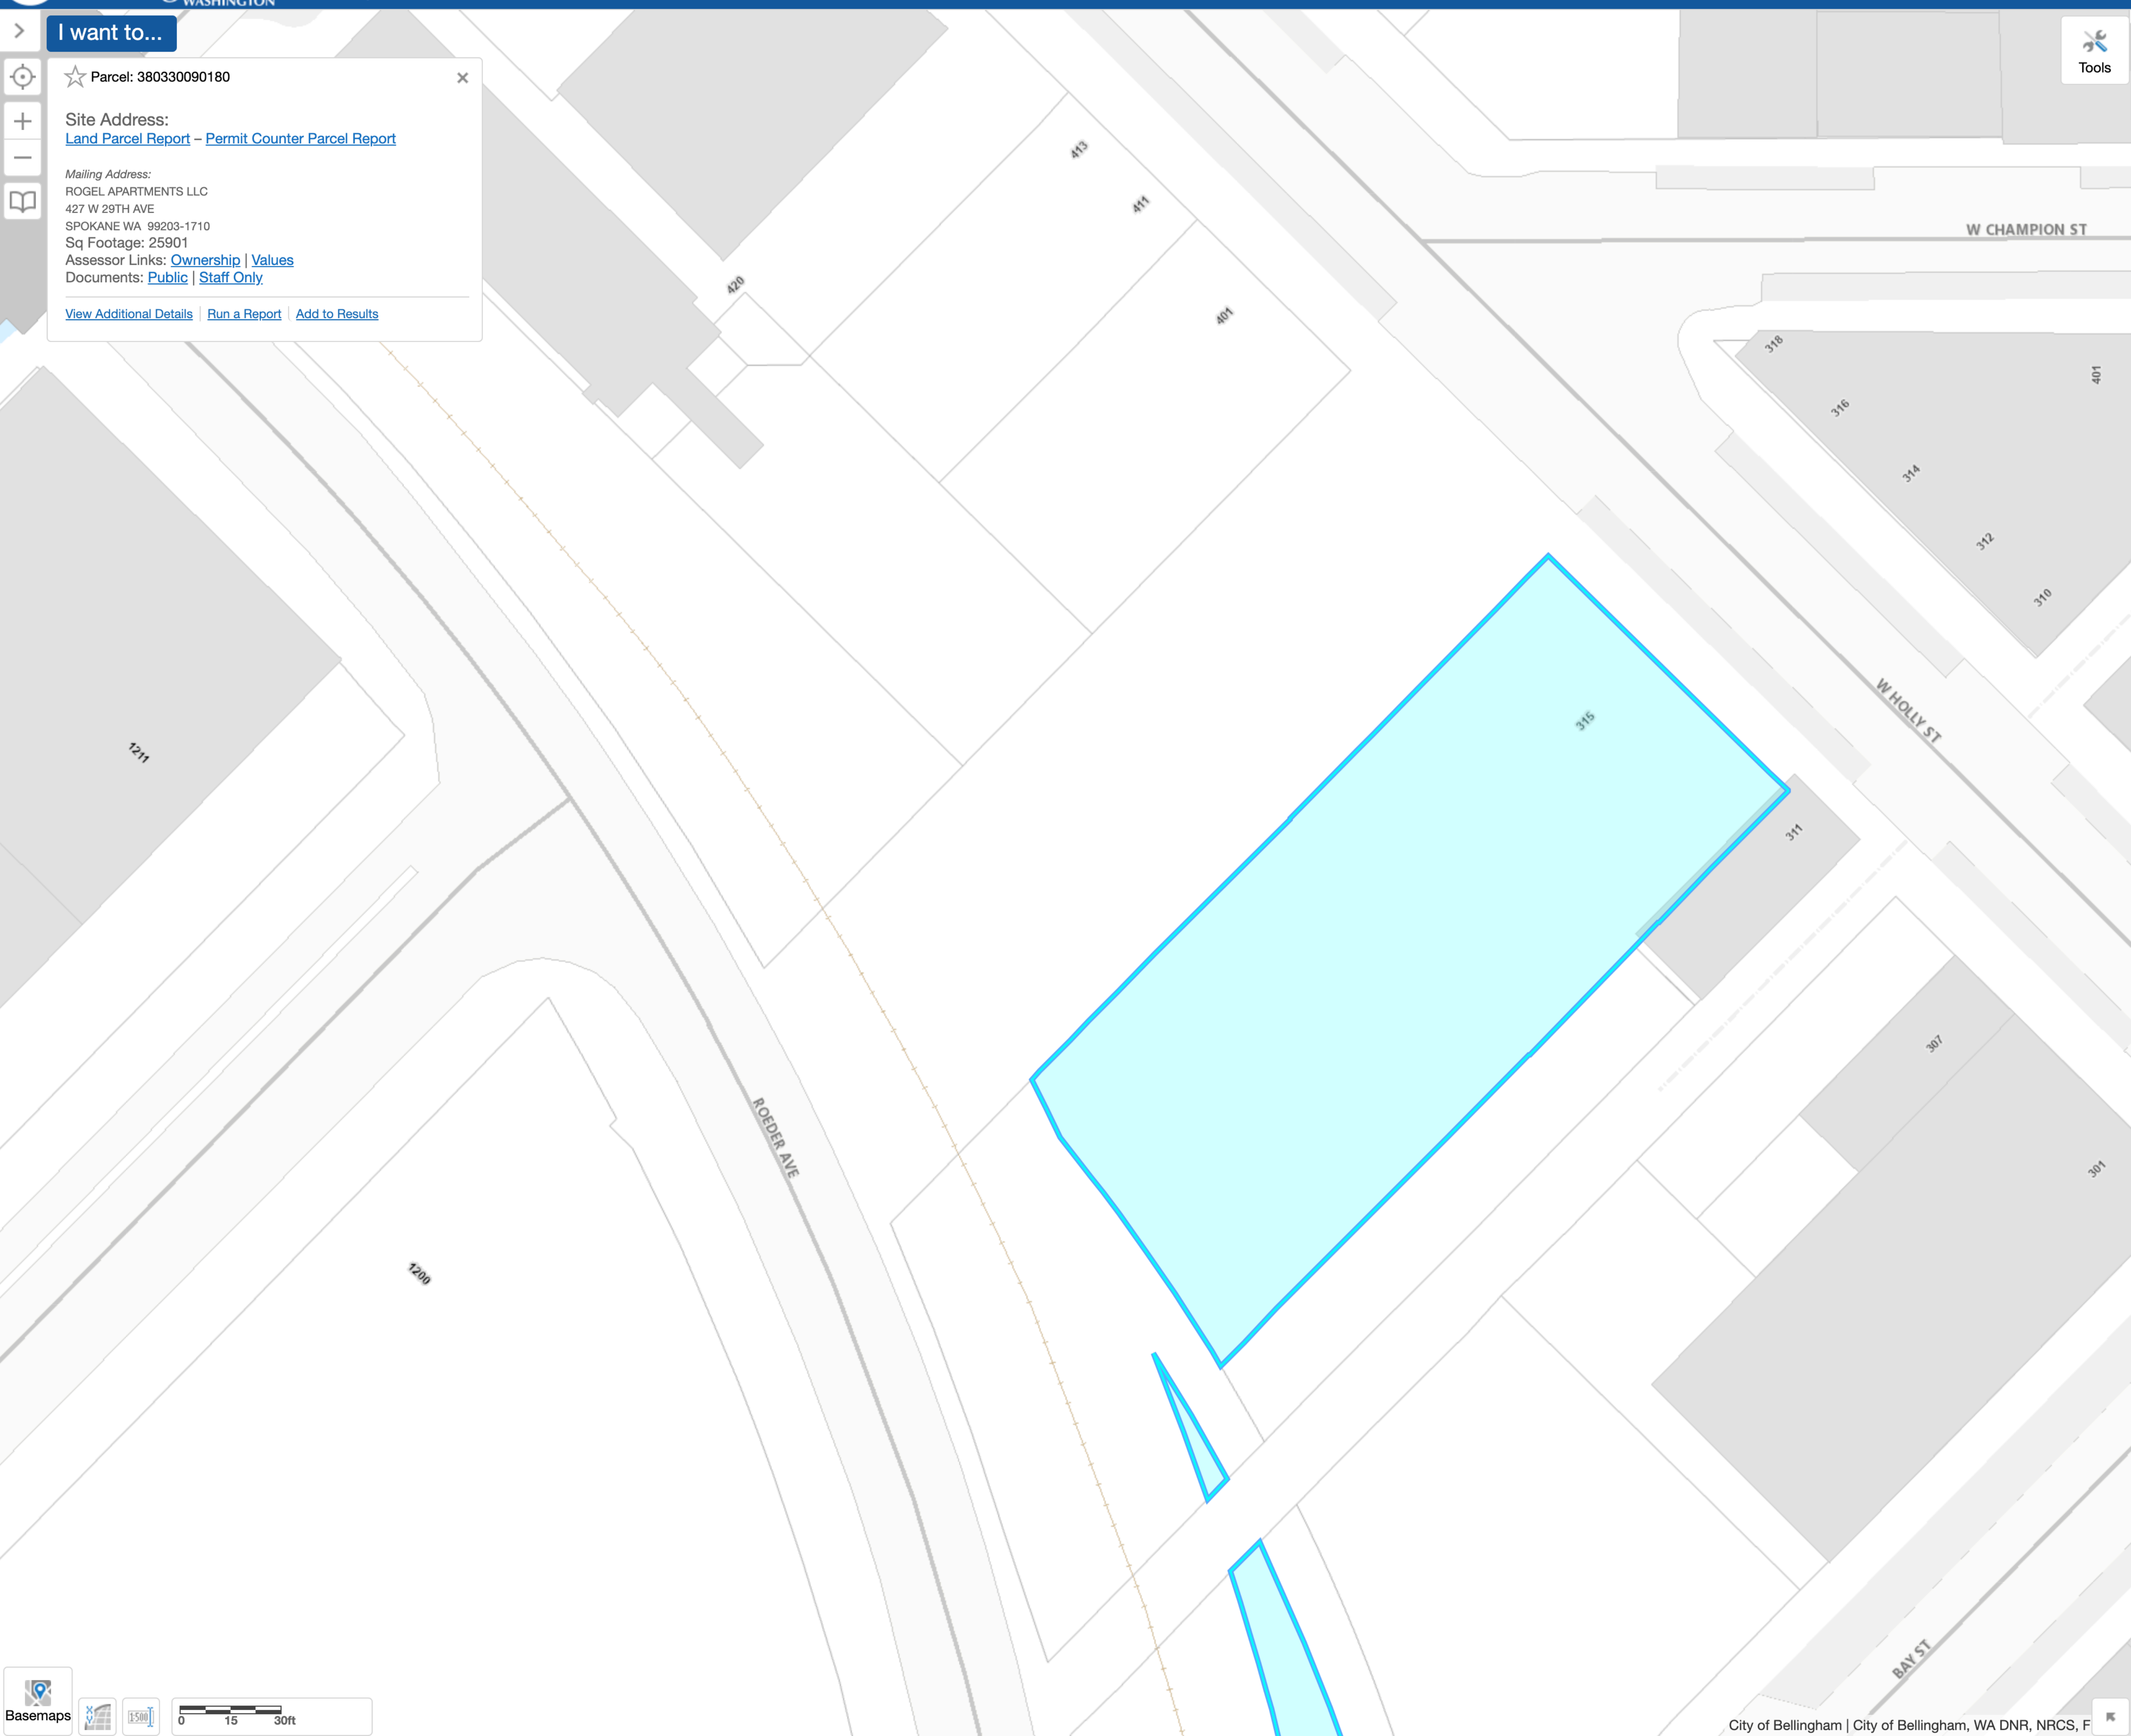 WASHINGTON
I want to...
Tools
Parcel: 380330090180
Site Address:
Land Parcel Report – Permit Counter Parcel Report
Mailing Address:
ROGEL APARTMENTS LLC
427 W 29TH AVE
SPOKANE WA  99203-1710
Sq Footage: 25901
Assessor Links: Ownership | Values
Documents: Public | Staff Only
View Additional Details | Run a Report | Add to Results
413
411
420
401
W CHAMPION ST
318
401
316
314
312
310
W HOLLY ST
315
311
1211
307
301
ROEDER AVE
1200
BAY ST
Basemaps
1:500
0 15 30ft
City of Bellingham | City of Bellingham, WA DNR, NRCS, F